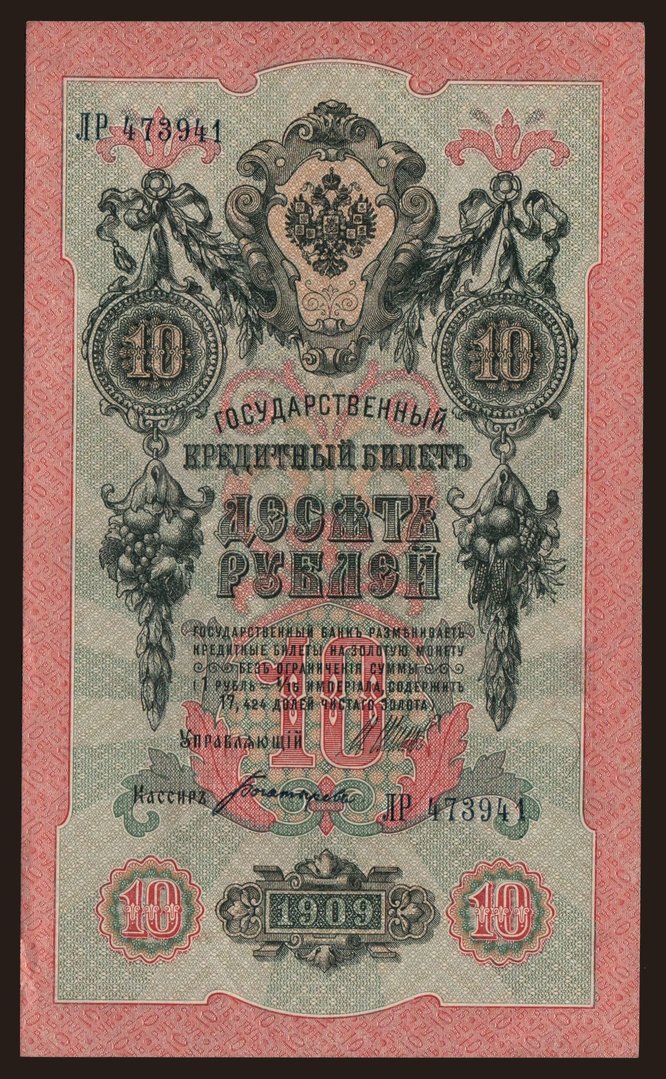 ЛР 473941
10 10
ГОСУДАРСТВЕННЫЙ
КРЕДИТНЫЙ БИЛЕТЪ
ДЕСЯТЬ
РУБЛЕЙ
ГОСУДАРСТВЕННЫЙ БАНКЪ РАЗМѢНИВАЕТЪ
КРЕДИТНЫЕ БИЛЕТЫ НА ЗОЛОТУЮ МОНЕТУ
БЕЗЪ ОГРАНИЧЕНІЯ СУММЫ
(1 РУБЛЬ = 1/15 ИМПЕРІАЛА, СОДЕРЖИТЪ
17,424 ДОЛЕЙ ЧИСТАГО ЗОЛОТА)
10
Управляющій
Кассиръ
ЛР 473941
10 1909 10